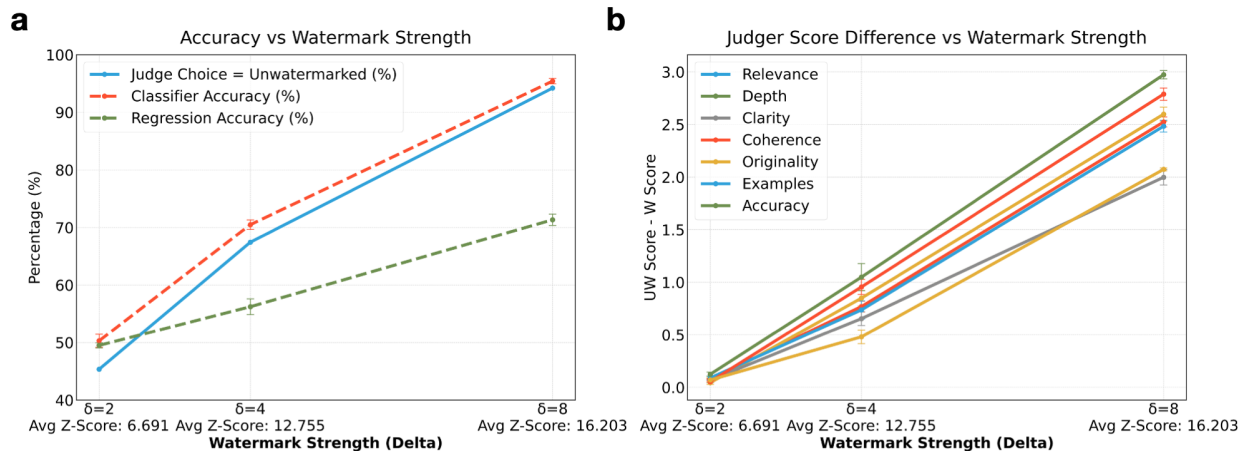 a
Accuracy vs Watermark Strength
Percentage (%)
100
90
80
70
60
50
40
Judge Choice = Unwatermarked (%)
Classifier Accuracy (%)
Regression Accuracy (%)
δ=2
Avg Z-Score: 6.691
δ=4
Avg Z-Score: 12.755
δ=8
Avg Z-Score: 16.203
Watermark Strength (Delta)
b
Judger Score Difference vs Watermark Strength
UW Score - W Score
3.0
2.5
2.0
1.5
1.0
0.5
0.0
Relevance
Depth
Clarity
Coherence
Originality
Examples
Accuracy
δ=2
Avg Z-Score: 6.691
δ=4
Avg Z-Score: 12.755
δ=8
Avg Z-Score: 16.203
Watermark Strength (Delta)